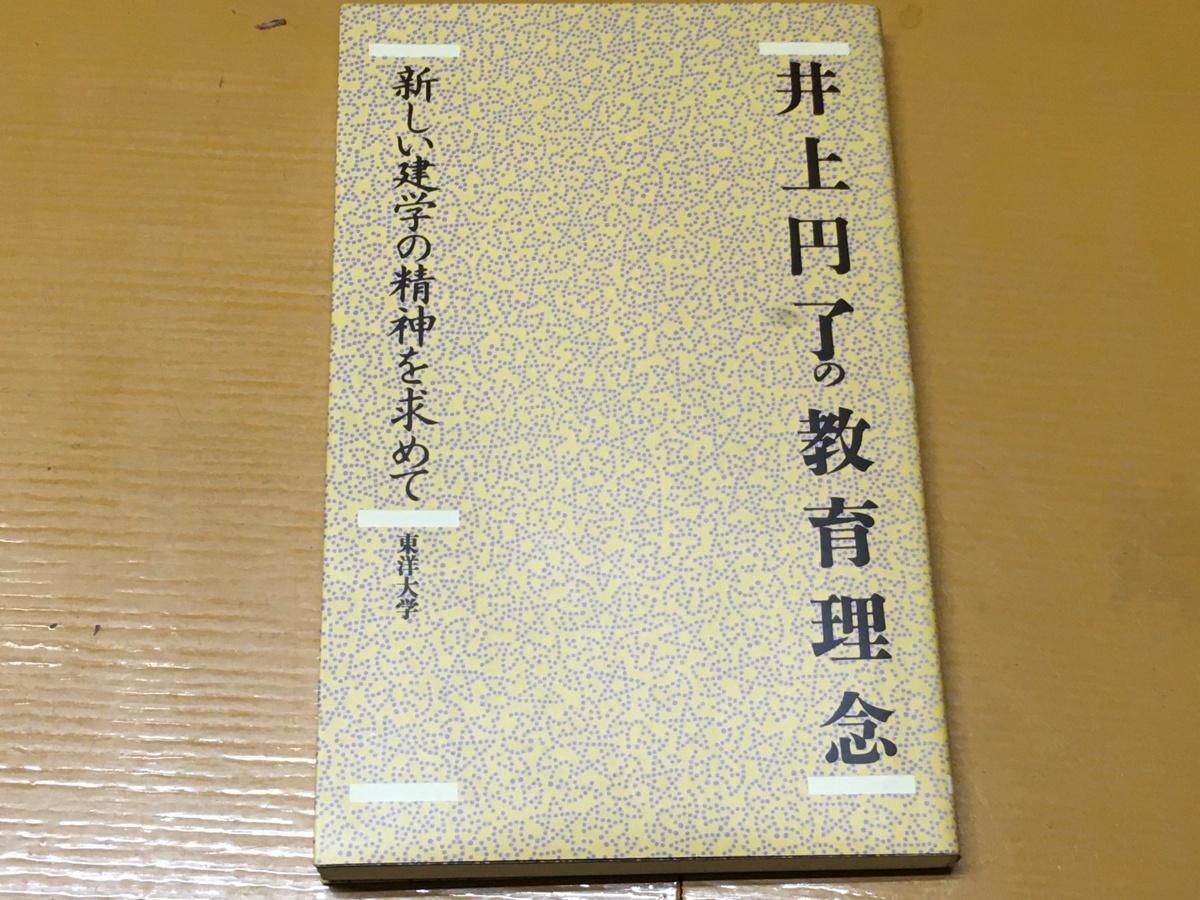 井上円了の教育理念
新しい建学の精神を求めて
東洋大学